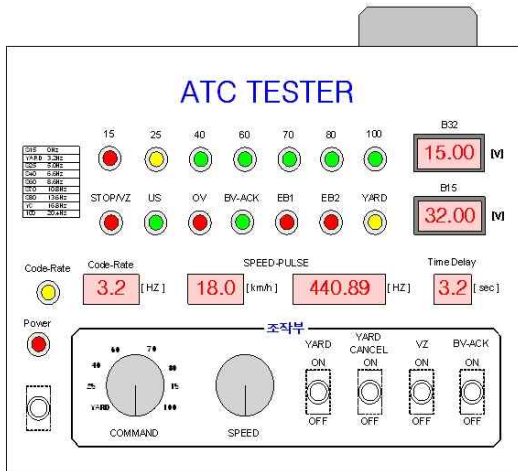 ATC TESTER
15 25 40 60 70 80 100
B32
15.00 [V]
YARD 3.2Hz
STOP/VZ US OV BV-ACK EB1 EB2 YARD
B15
32.00 [V]
Code-Rate
Code-Rate
3.2 [HZ]
SPEED-PULSE
18.0 [km/h] 440.89 [HZ]
Time Delay
3.2 [sec]
Power
조작부
60 70
40 80
25 15
YARD 100
COMMAND
SPEED
YARD
ON
OFF
YARD
CANCEL
ON
OFF
VZ
ON
OFF
BV-ACK
ON
OFF